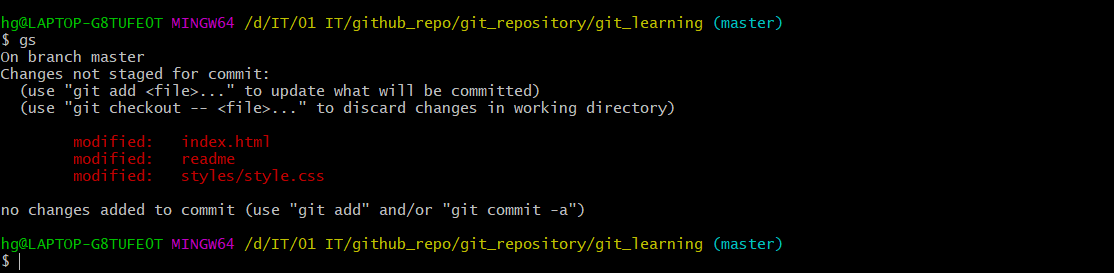 hg@LAPTOP-G8TUFE0T MINGW64 /d/IT/01 IT/github_repo/git_repository/git_learning (master)
$ gs
On branch master
Changes not staged for commit:
  (use "git add <file>..." to update what will be committed)
  (use "git checkout -- <file>..." to discard changes in working directory)
        modified:   index.html
        modified:   readme
        modified:   styles/style.css
no changes added to commit (use "git add" and/or "git commit -a")
hg@LAPTOP-G8TUFE0T MINGW64 /d/IT/01 IT/github_repo/git_repository/git_learning (master)
$